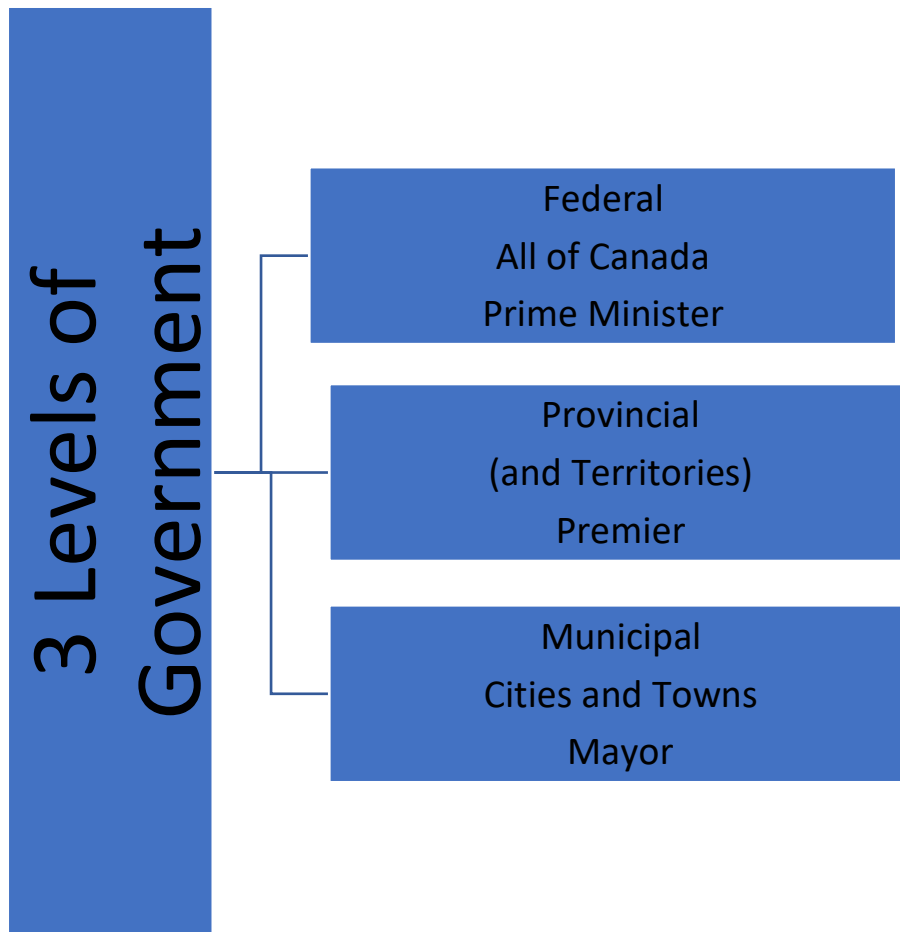 3 Levels of
Government
Federal
All of Canada
Prime Minister
Provincial
(and Territories)
Premier
Municipal
Cities and Towns
Mayor